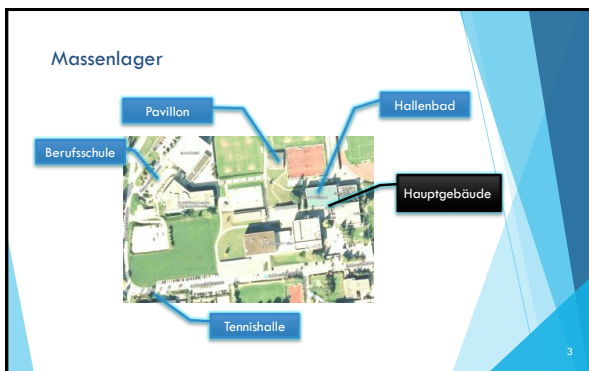 Massenlager
Pavillon
Hallenbad
Berufsschule
Hauptgebäude
Tennishalle
3